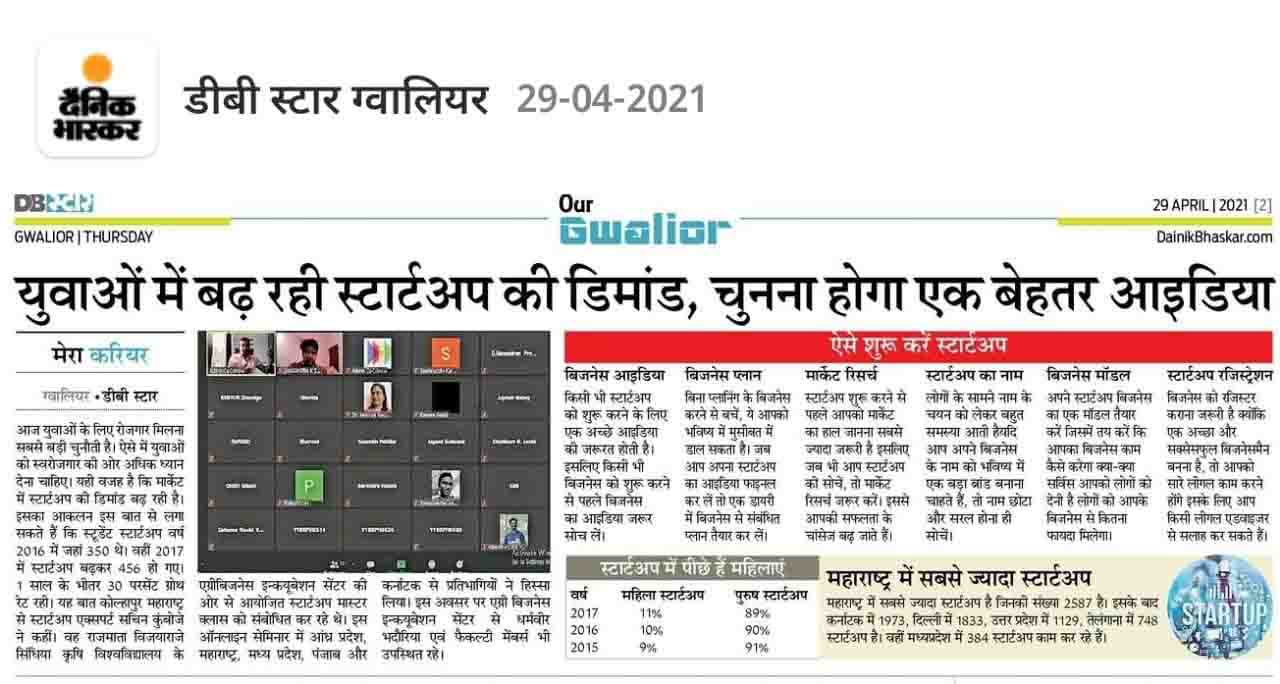 दैनिक
भास्कर
डीबी स्टार ग्वालियर 29-04-2021
DBस्टार
GWALIOR | THURSDAY
Our
Gwalior
29 APRIL | 2021 [2]
DainikBhaskar.com
युवाओं में बढ़ रही स्टार्टअप की डिमांड, चुनना होगा एक बेहतर आइडिया
मेरा करियर
ग्वालियर • डीबी स्टार
आज युवाओं के लिए रोजगार मिलना
सबसे बड़ी चुनौती है। ऐसे में युवाओं
को स्वरोजगार की ओर अधिक ध्यान
देना चाहिए। यही वजह है कि मार्केट
में स्टार्टअप की डिमांड बढ़ रही है।
इसका आकलन इस बात से लगा
सकते हैं कि स्टूडेंट स्टार्टअप वर्ष
2016 में जहां 350 थे। वहीं 2017
में स्टार्टअप बढ़कर 456 हो गए।
1 साल के भीतर 30 परसेंट ग्रोथ
रेट रही। यह बात कोल्हापुर महाराष्ट्र
से स्टार्टअप एक्सपर्ट सचिन कुंबोजे
ने कहीं। वह राजमाता विजयाराजे
सिंधिया कृषि विश्वविद्यालय के
S
P
एग्रीबिजनेस इन्क्यूबेशन सेंटर की
ओर से आयोजित स्टार्टअप मास्टर
क्लास को संबोधित कर रहे थे। इस
ऑनलाइन सेमिनार में आंध्र प्रदेश,
महाराष्ट्र, मध्य प्रदेश, पंजाब और
कर्नाटक से प्रतिभागियों ने हिस्सा
लिया। इस अवसर पर एग्री बिजनेस
इन्क्यूबेशन सेंटर से धर्मवीर
भदौरिया एवं फैकल्टी मेंबर्स भी
उपस्थित रहे।
ऐसे शुरू करें स्टार्टअप
बिजनेस आइडिया
किसी भी स्टार्टअप
को शुरू करने के लिए
एक अच्छे आइडिया
की जरूरत होती है।
इसलिए किसी भी
बिजनेस को शुरू करने
से पहले बिजनेस
का आइडिया जरूर
सोच लें।
बिजनेस प्लान
बिना प्लानिंग के बिजनेस
करने से बचें, ये आपको
भविष्य में मुसीबत में
डाल सकता है। जब
आप अपना स्टार्टअप
का आइडिया फाइनल
कर लें तो एक डायरी
में बिजनेस से संबंधित
प्लान तैयार कर लें।
मार्केट रिसर्च
स्टार्टअप शुरू करने से
पहले आपको मार्केट
का हाल जानना सबसे
ज्यादा जरूरी है इसलिए
जब भी आप स्टार्टअप
को सोचें, तो मार्केट
रिसर्च जरूर करें। इससे
आपकी सफलता के
चांसेज बढ़ जाते हैं।
स्टार्टअप का नाम
लोगों के सामने नाम के
चयन को लेकर बहुत
समस्या आती हैयदि
आप अपने बिजनेस
के नाम को भविष्य में
एक बड़ा ब्रांड बनाना
चाहते हैं, तो नाम छोटा
और सरल होना ही
सोचें।
बिजनेस मॉडल
अपने स्टार्टअप बिजनेस
का एक मॉडल तैयार
करें जिसमें तय करें कि
आपका बिजनेस काम
कैसे करेगा क्या-क्या
सर्विस आपको लोगों को
देनी है लोगों को आपके
बिजनेस से कितना
फायदा मिलेगा।
स्टार्टअप रजिस्ट्रेशन
बिजनेस को रजिस्टर
कराना जरूरी है क्योंकि
एक अच्छा और
सक्सेसफुल बिजनेसमैन
बनना है, तो आपको
सारे लीगल काम करने
होंगे इसके लिए आप
किसी लीगल एडवाइजर
से सलाह कर सकते हैं।
स्टार्टअप में पीछे हैं महिलाएं
वर्ष महिला स्टार्टअप पुरुष स्टार्टअप
2017 11% 89%
2016 10% 90%
2015 9% 91%
महाराष्ट्र में सबसे ज्यादा स्टार्टअप
महाराष्ट्र में सबसे ज्यादा स्टार्टअप है जिनकी संख्या 2587 है। इसके बाद
कर्नाटक में 1973, दिल्ली में 1833, उत्तर प्रदेश में 1129, तेलंगाना में 748
स्टार्टअप है। वहीं मध्यप्रदेश में 384 स्टार्टअप काम कर रहे हैं।
STARTUP